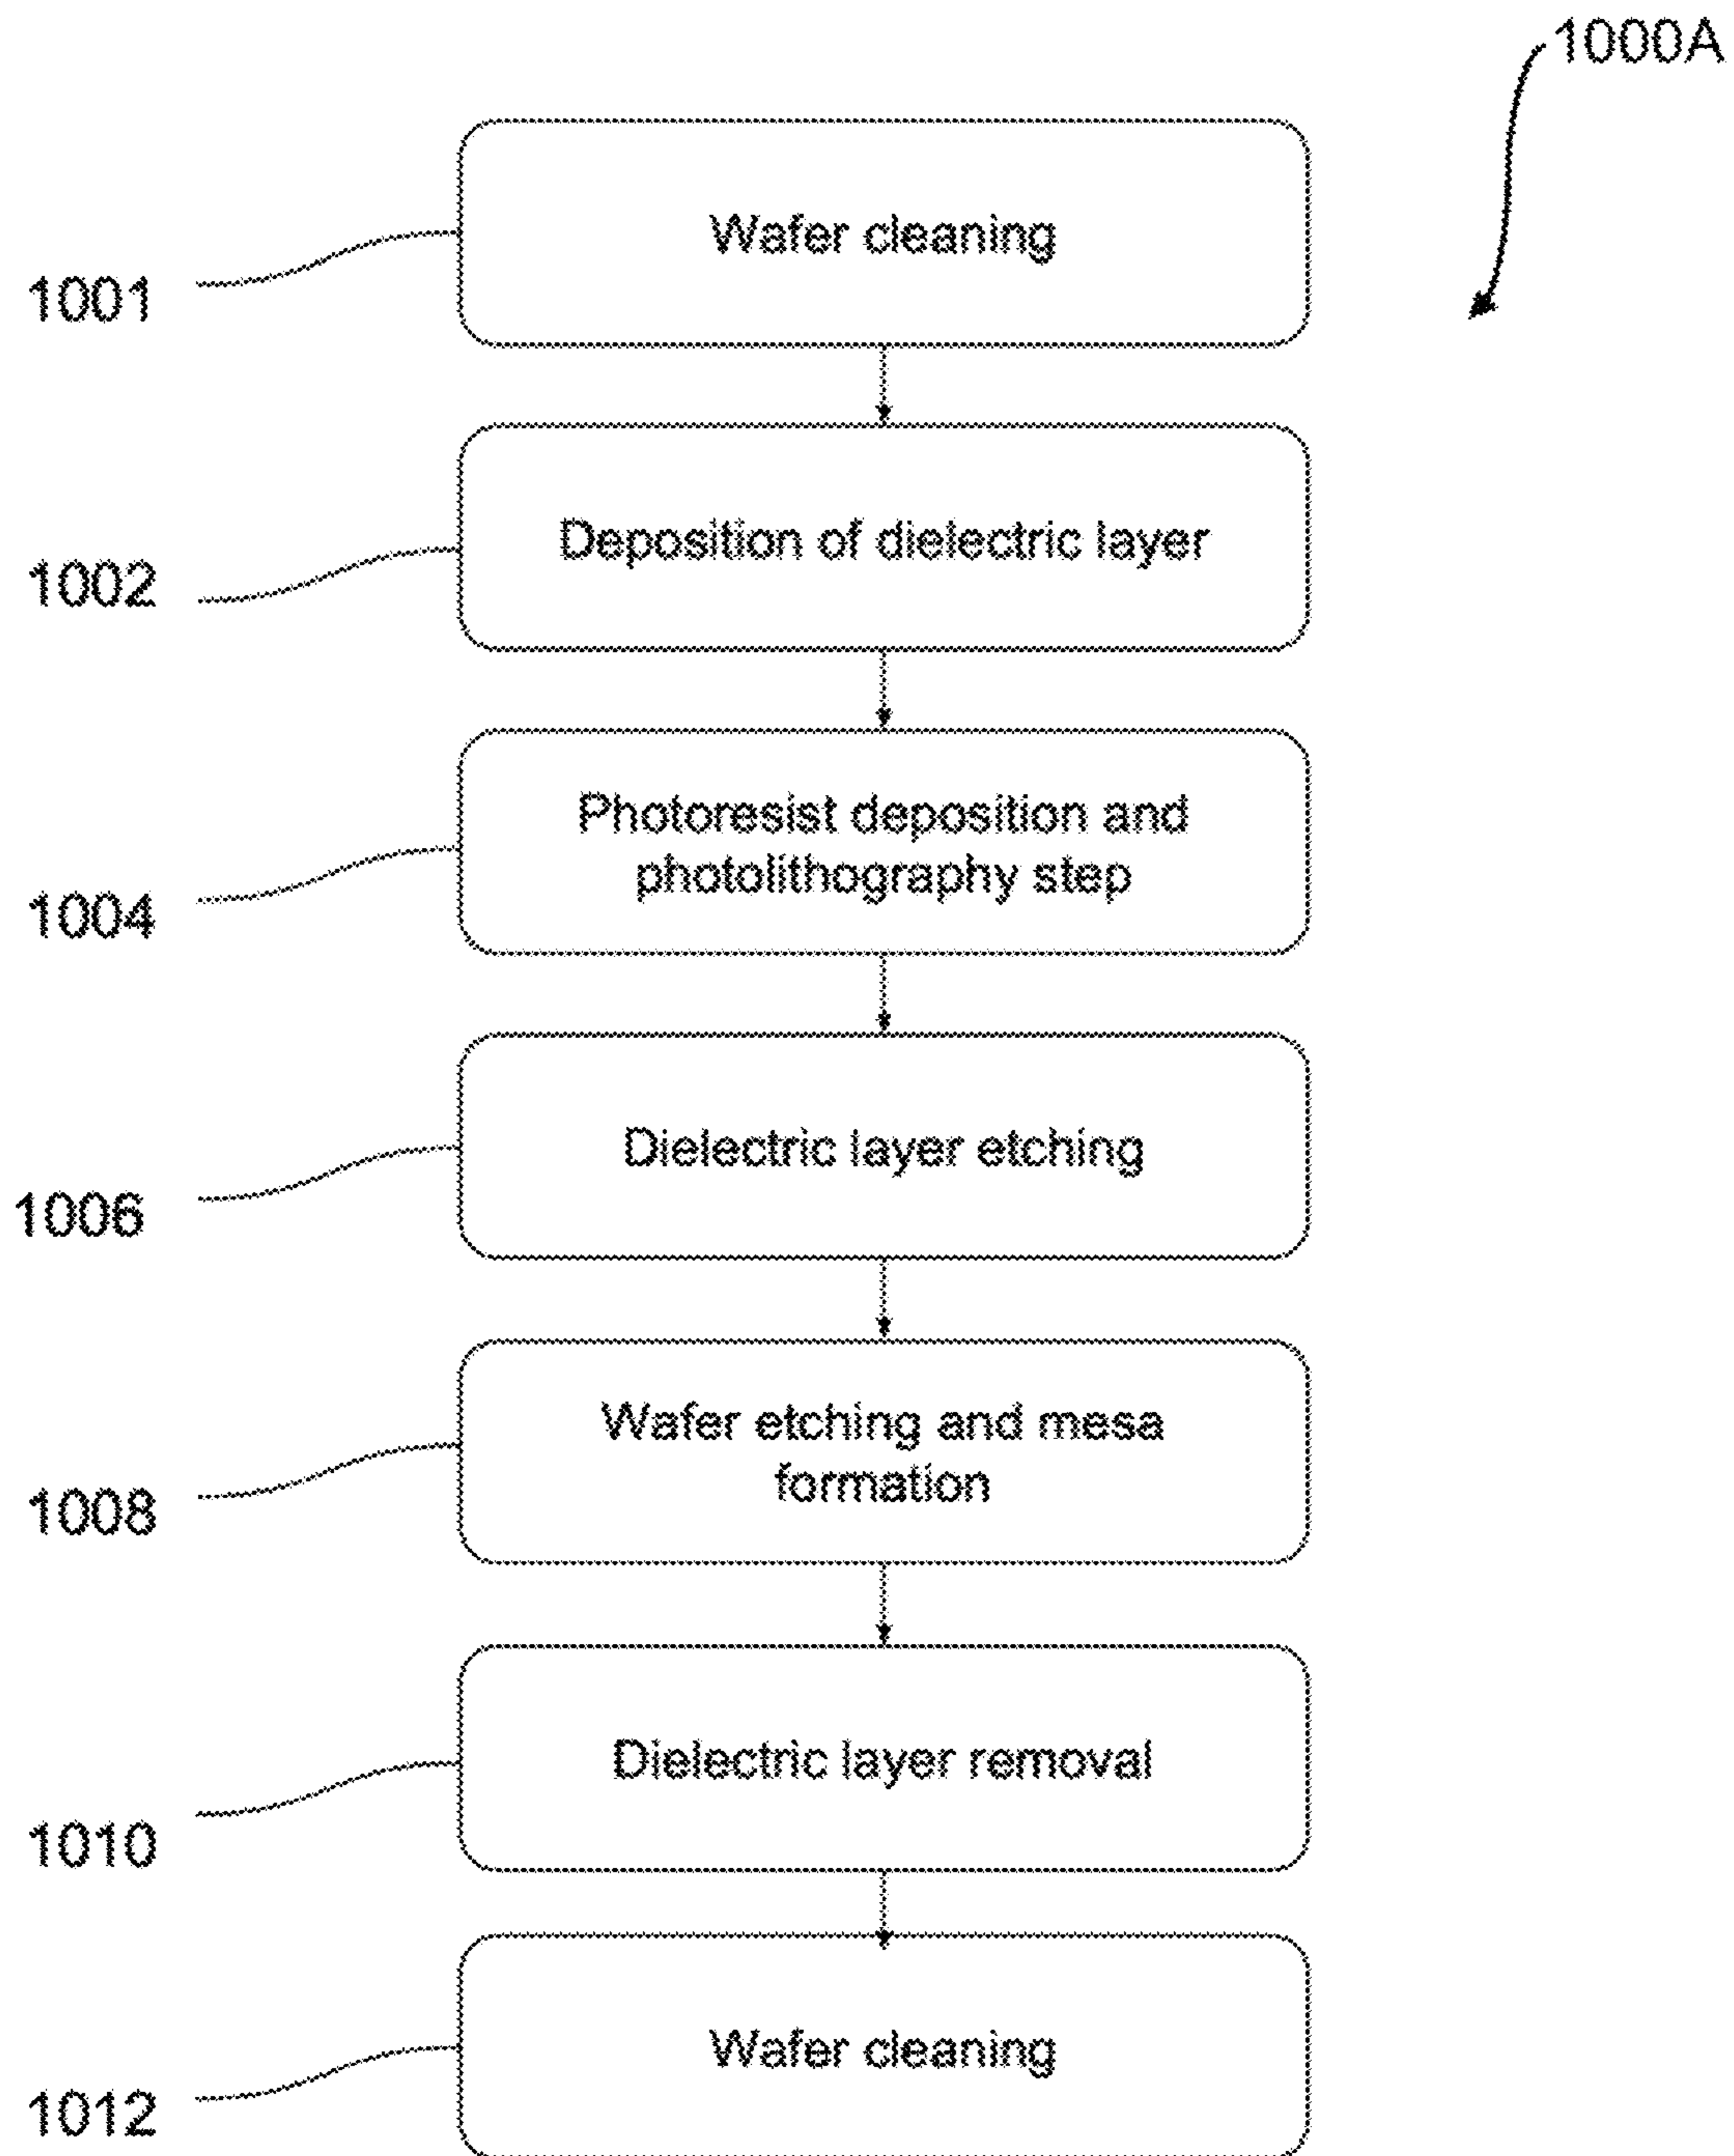 1000A
Wafer cleaning
1001
Deposition of dielectric layer
1002
Photoresist deposition and
photolithography step
1004
Dielectric layer etching
1006
Wafer etching and mesa
formation
1008
Dielectric layer removal
1010
Wafer cleaning
1012